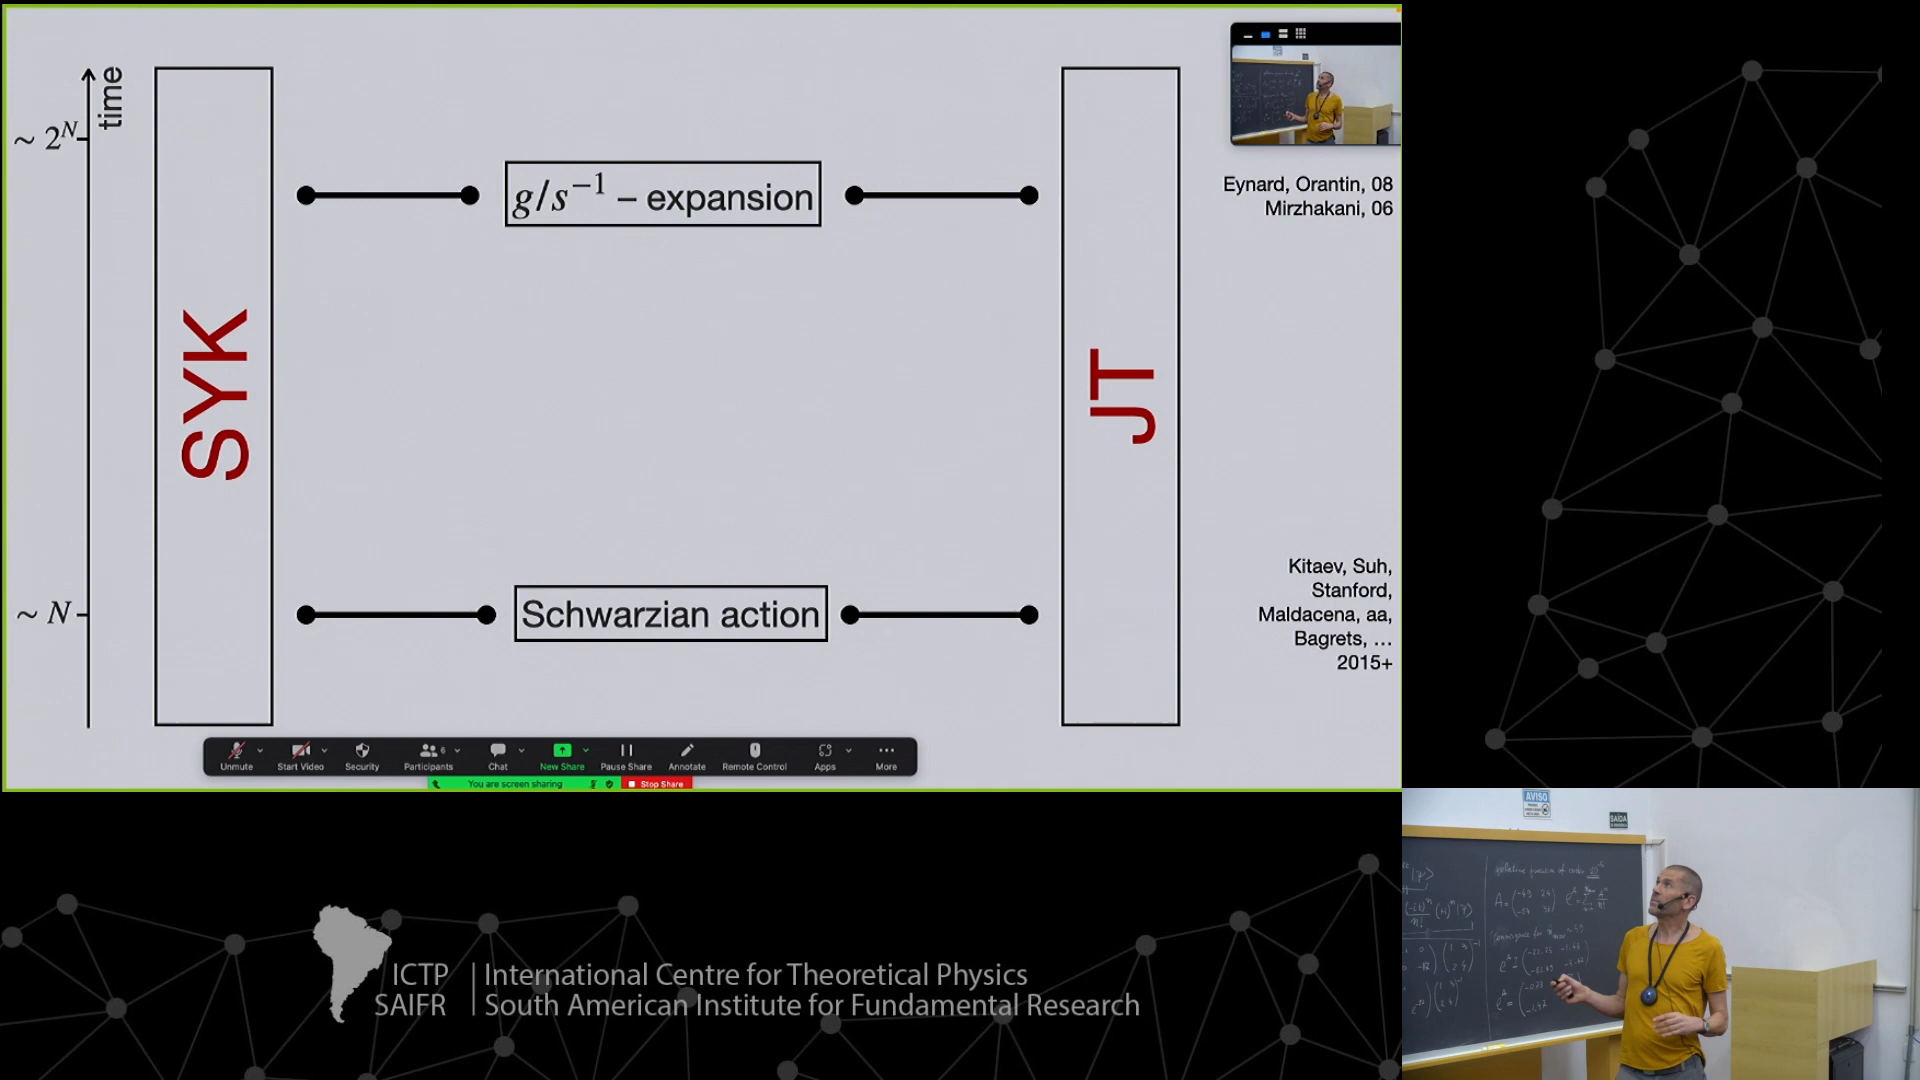 time
~ 2^N
g/s^{-1} – expansion
Eynard, Orantin, 08
Mirzhakani, 06
SYK
JT
Kitaev, Suh,
Stanford,
Maldacena, aa,
Bagrets, ...
2015+
~ N
Schwarzian action
Unmute
Start Video
Security
Participants 6
Chat
New Share
Pause Share
Annotate
Remote Control
Apps
More
You are screen sharing
Stop Share
AVISO
SAÍDA
ICTP
SAIFR
International Centre for Theoretical Physics
South American Institute for Fundamental Research